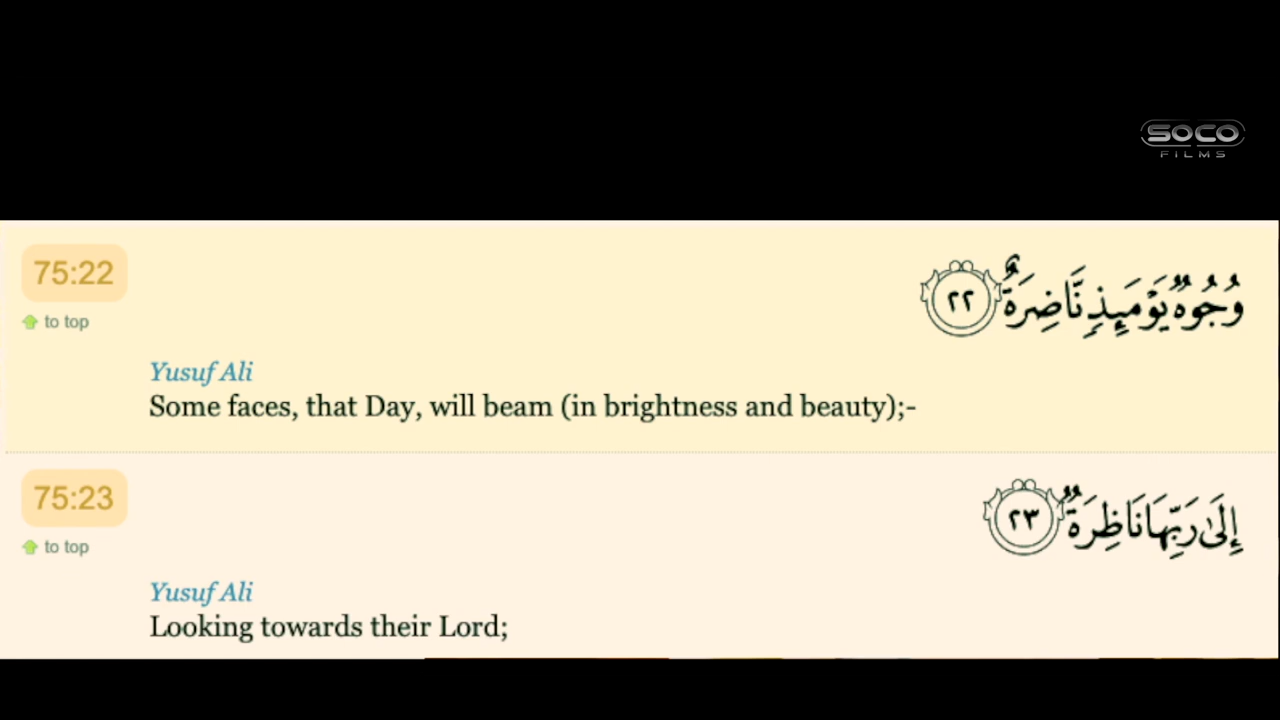 SOCO
FILMS
75:22
وُجُوهٌ يَوْمَئِذٍ نَّاضِرَةٌ ٢٢
to top
Yusuf Ali
Some faces, that Day, will beam (in brightness and beauty);-
75:23
إِلَىٰ رَبِّهَا نَاظِرَةٌ ٢٣
to top
Yusuf Ali
Looking towards their Lord;